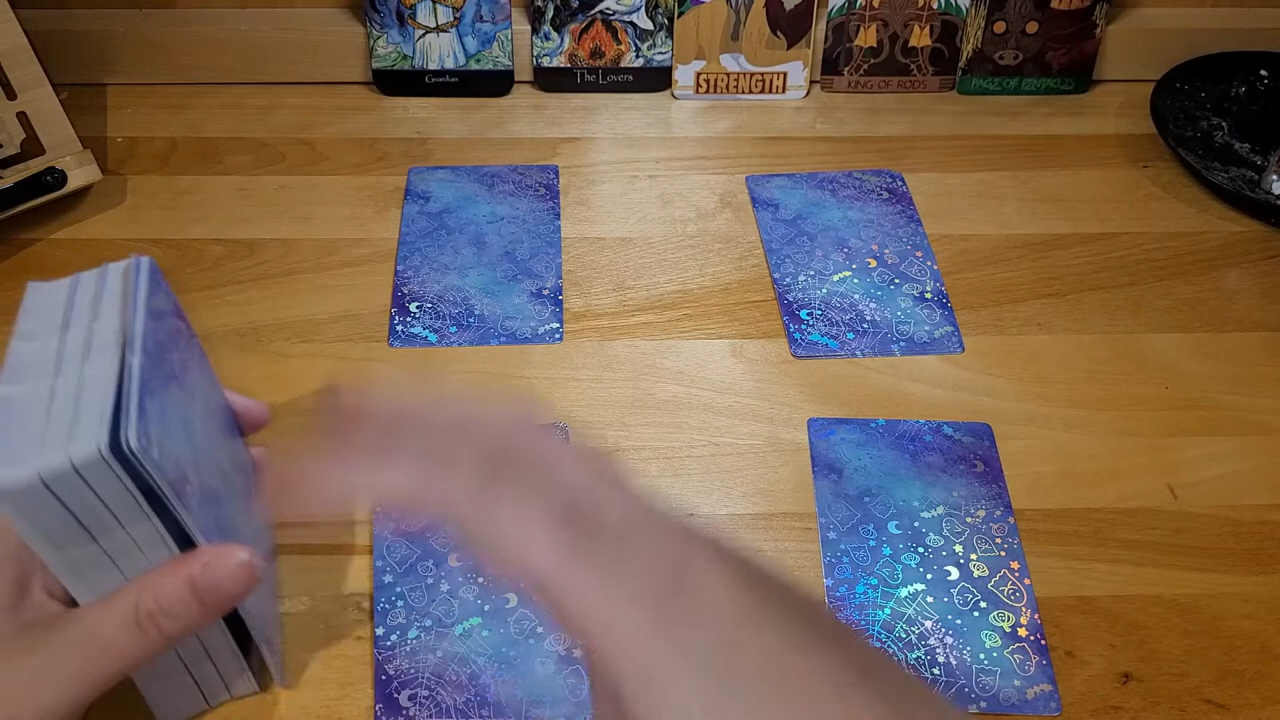 Guardian
The Lovers
STRENGTH
KING OF RODS
PAGE OF PENTACLES